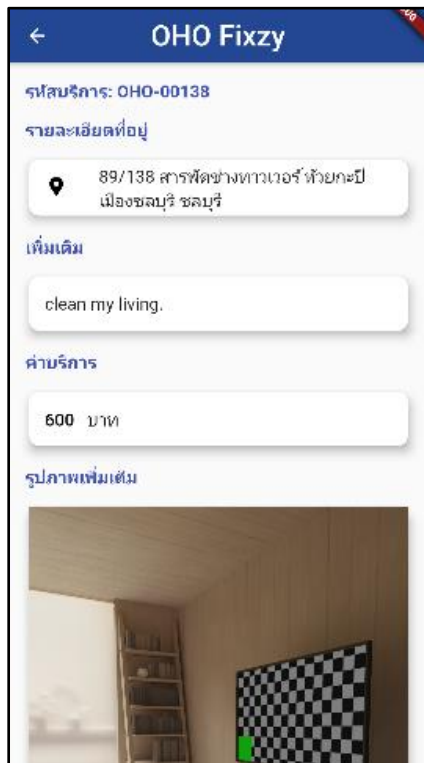 OHO Fixzy
รหัสบริการ: OHO-00138
รายละเอียดที่อยู่
89/138 สารพัดช่างทาวเวอร์ ห้วยกะปิ
เมืองชลบุรี ชลบุรี
เพิ่มเติม
clean my living.
ค่าบริการ
600 บาท
รูปภาพเพิ่มเติม